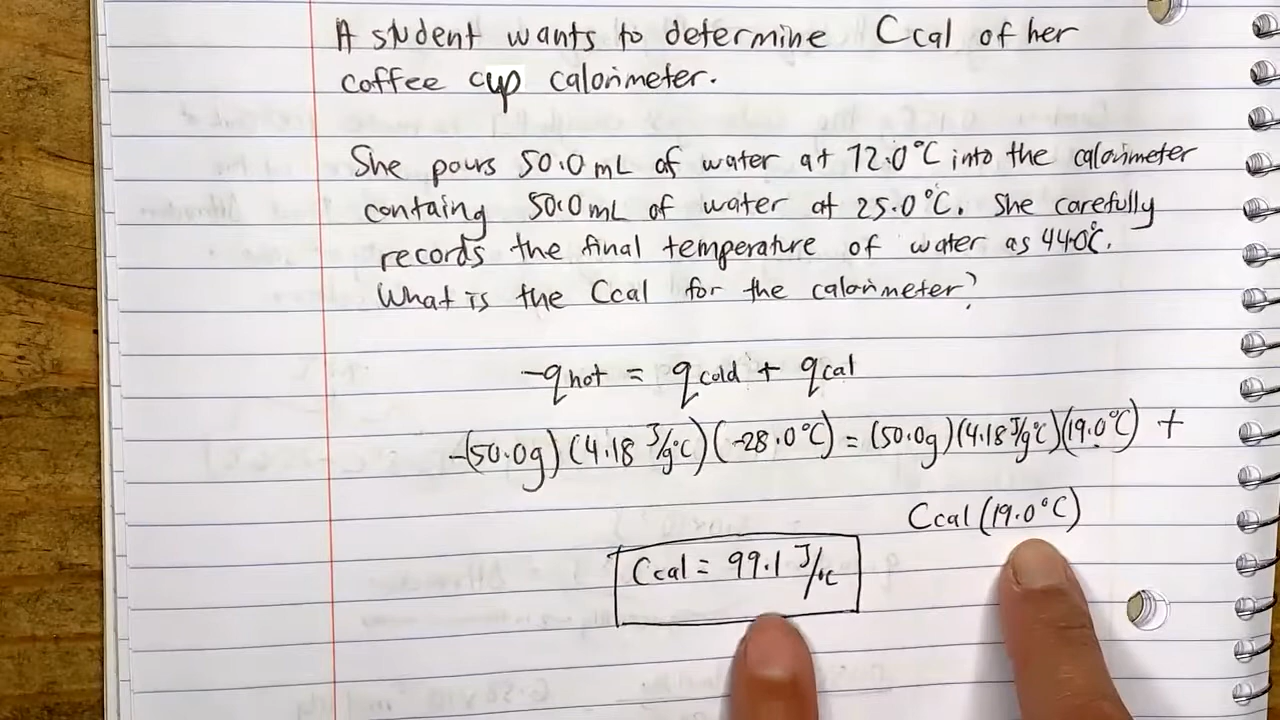 A student wants to determine Ccal of her
coffee cup calorimeter.
She pours 50.0 mL of water at 72.0°C into the calorimeter
containg 50.0 mL of water at 25.0°C. She carefully
records the final temperature of water as 44.0°C.
What is the Ccal for the calorimeter?
-qhot = qcold + qcal
-(50.0g)(4.18 J/g°C)(-28.0°C) = (50.0g)(4.18 J/g°C)(19.0°C) +
Ccal(19.0°C)
Ccal = 99.1 J/°C